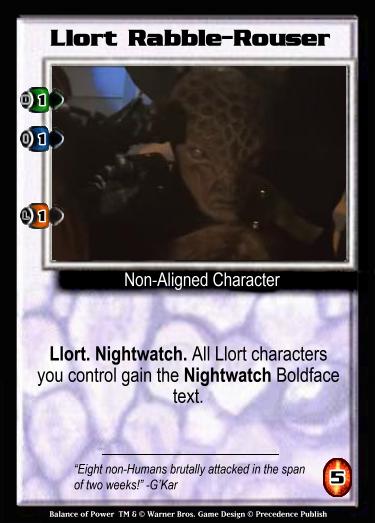 Llort Rabble-Rouser
D 1
I 1
L 1
Non-Aligned Character
Llort. Nightwatch. All Llort characters
you control gain the Nightwatch Boldface
text.
5
“Eight non-Humans brutally attacked in the span
of two weeks!” -G’Kar
Balance of Power TM & © Warner Bros. Game Design © Precedence Publish